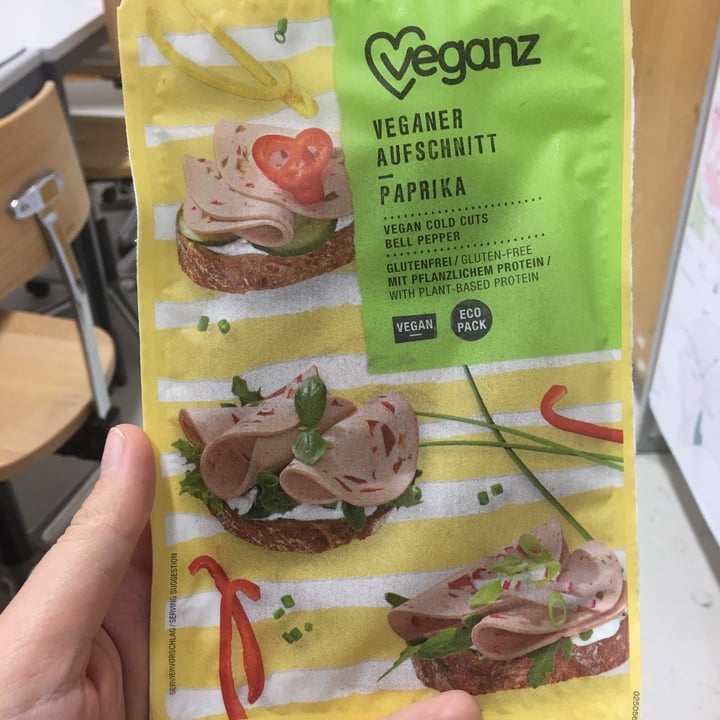 Veganz
VEGANER
AUFSCHNITT
PAPRIKA
VEGAN COLD CUTS
BELL PEPPER
GLUTENFREI / GLUTEN-FREE
MIT PFLANZLICHEM PROTEIN /
WITH PLANT-BASED PROTEIN
VEGAN
ECO
PACK
SERVIERVORSCHLAG / SERVING SUGGESTION